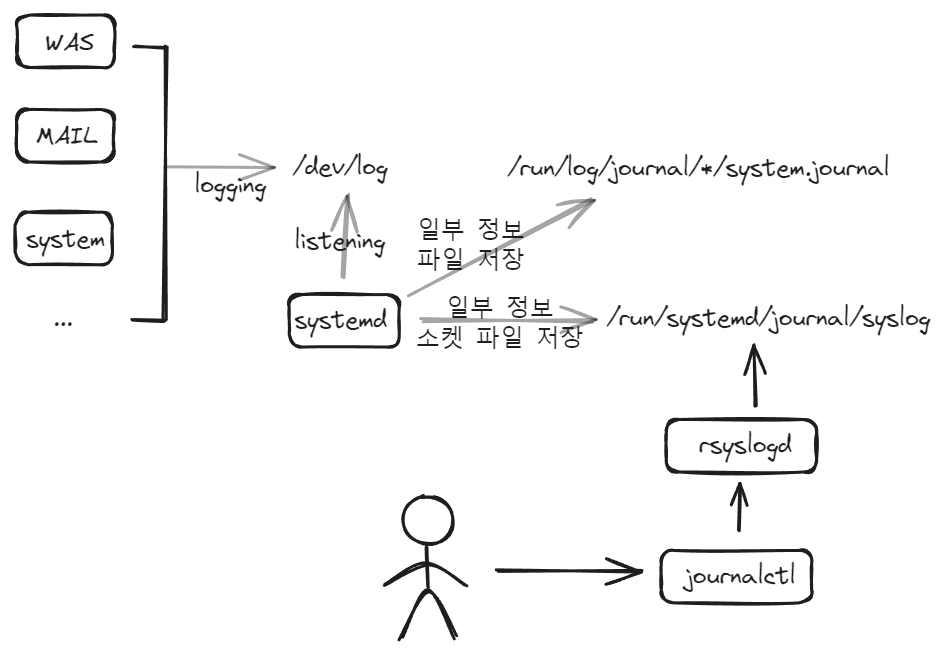 WAS
MAIL
system
...
logging
/dev/log
listening
systemd
일부 정보
파일 저장
/run/log/journal/*/system.journal
일부 정보
소켓 파일 저장
/run/systemd/journal/syslog
rsyslogd
journalctl